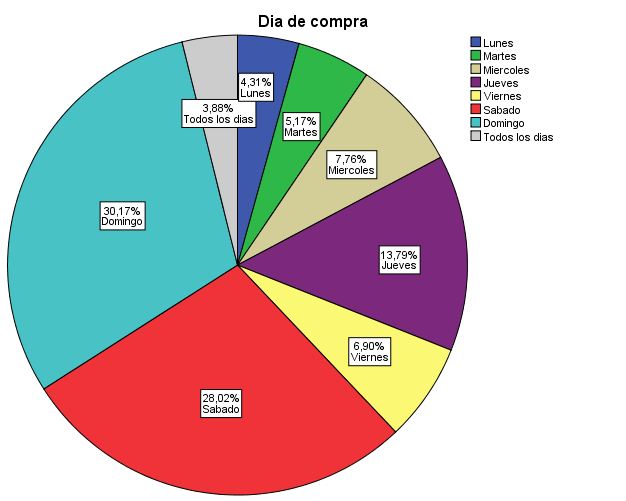 Dia de compra
Lunes
Martes
Miercoles
Jueves
Viernes
Sabado
Domingo
Todos los dias
4,31%
Lunes
3,88%
Todos los dias
5,17%
Martes
7,76%
Miercoles
30,17%
Domingo
13,79%
Jueves
6,90%
Viernes
28,02%
Sabado